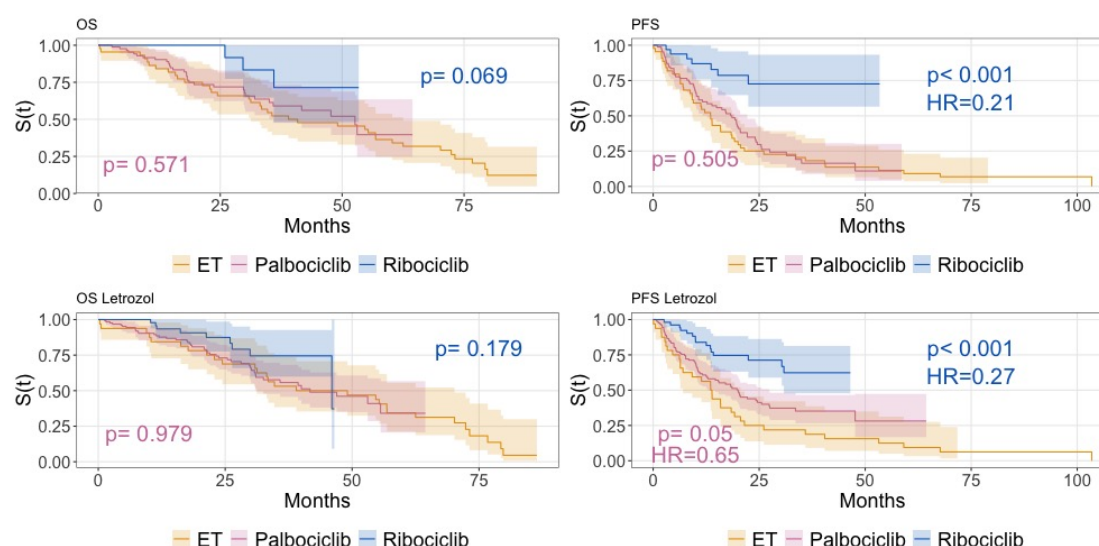 OS
1.00
0.75
0.50
0.25
0.00
S(t)
p= 0.069
p= 0.571
0 25 50 75
Months
ET Palbociclib Ribociclib
PFS
1.00
0.75
0.50
0.25
0.00
S(t)
p< 0.001
HR=0.21
p= 0.505
0 25 50 75 100
Months
ET Palbociclib Ribociclib
OS Letrozol
1.00
0.75
0.50
0.25
0.00
S(t)
p= 0.179
p= 0.979
0 25 50 75
Months
ET Palbociclib Ribociclib
PFS Letrozol
1.00
0.75
0.50
0.25
0.00
S(t)
p< 0.001
HR=0.27
p= 0.05
HR=0.65
0 25 50 75 100
Months
ET Palbociclib Ribociclib